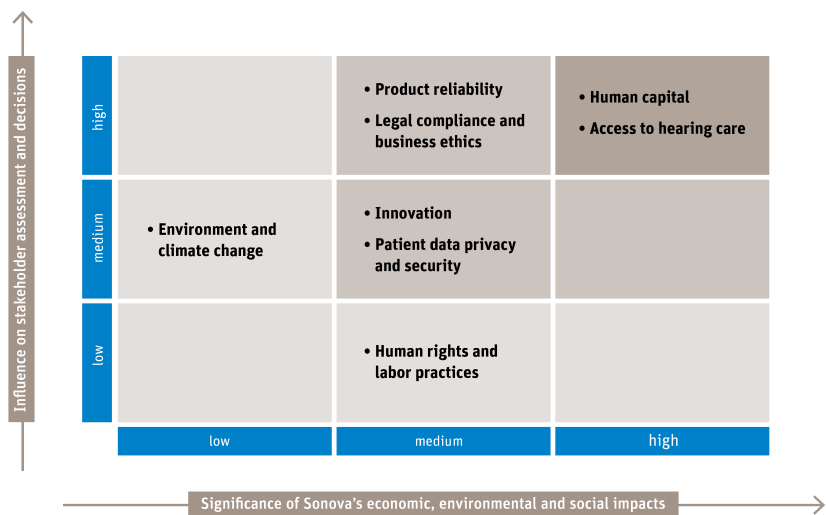 Influence on stakeholder assessment and decisions
high
• Product reliability
• Legal compliance and
business ethics
• Human capital
• Access to hearing care
medium
• Environment and
climate change
• Innovation
• Patient data privacy
and security
low
• Human rights and
labor practices
low
medium
high
Significance of Sonova’s economic, environmental and social impacts